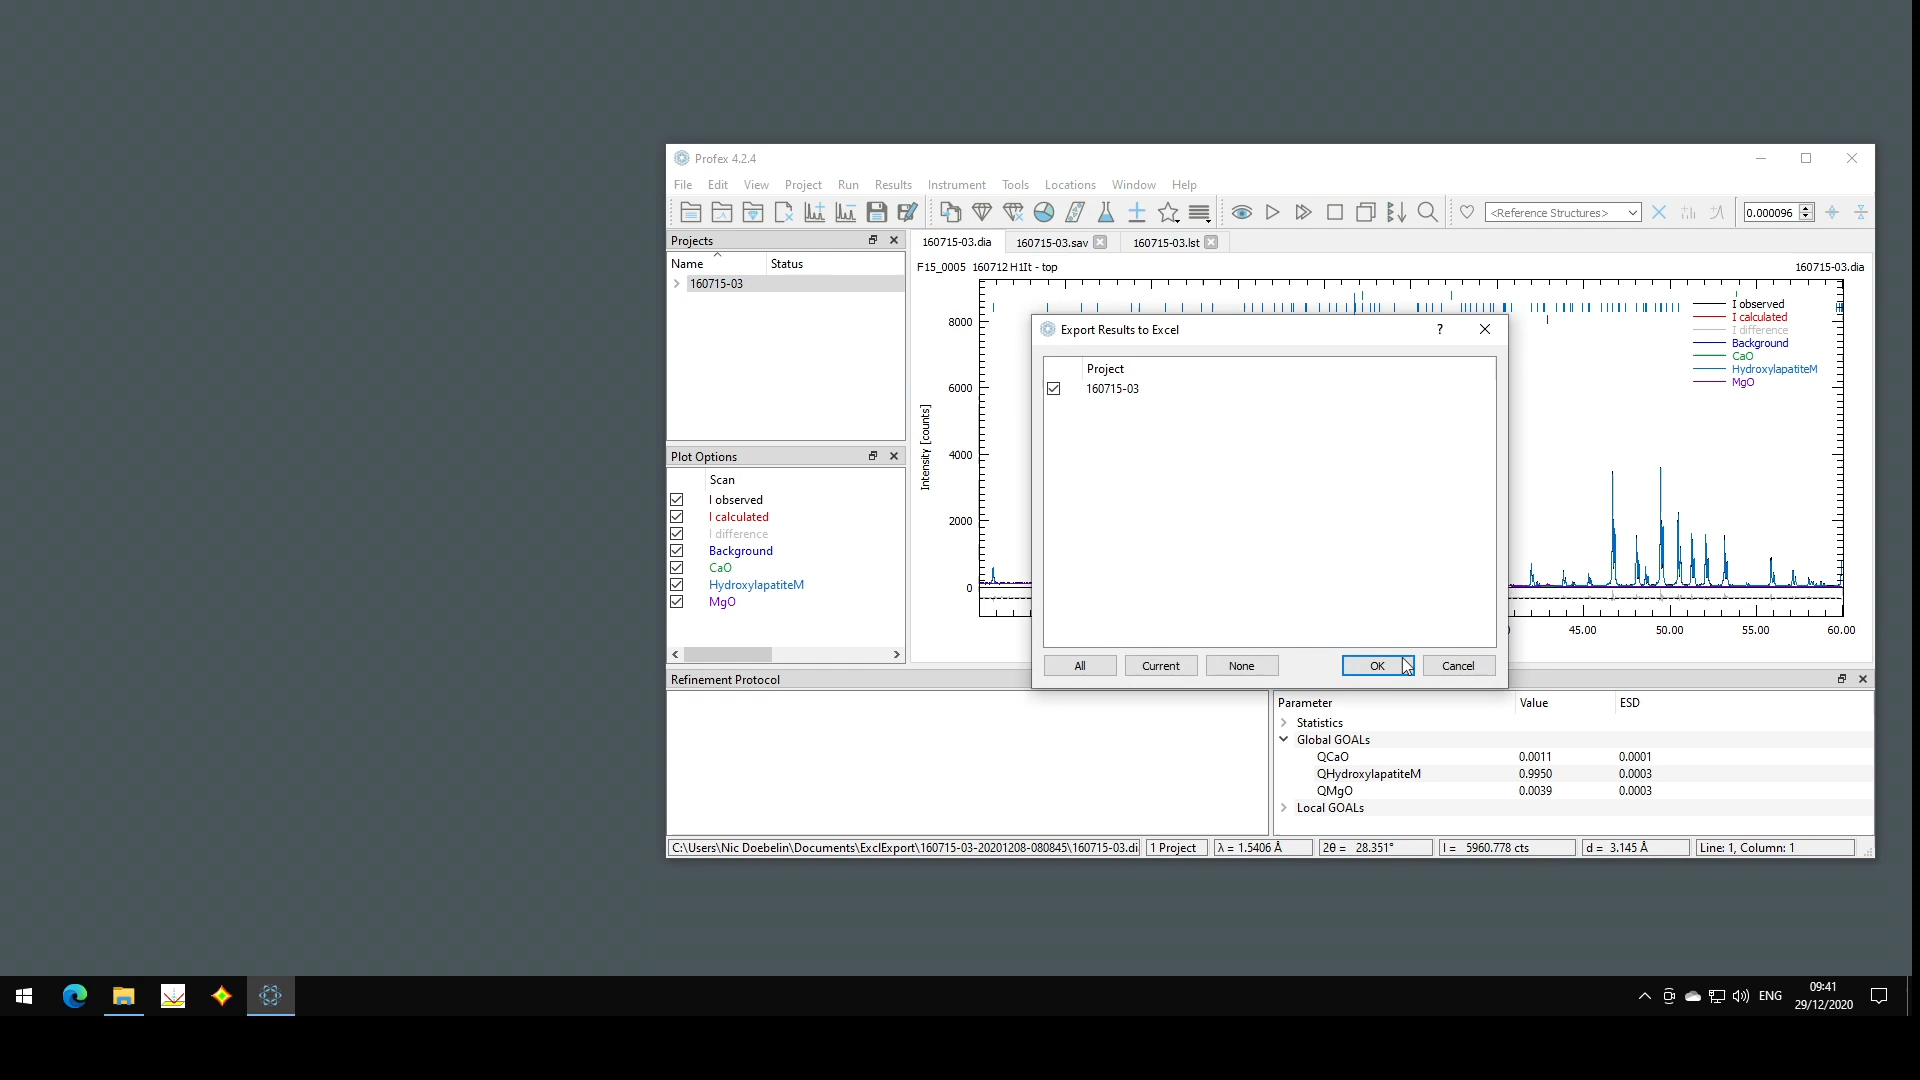 Profex 4.2.4
File Edit View Project Run Results Instrument Tools Locations Window Help
<Reference Structures> 0.000096
Projects
Name Status
160715-03
160715-03.dia 160715-03.sav 160715-03.lst
F15_0005 160712 H1It - top 160715-03.dia
8000
6000
4000
2000
0
Intensity [counts]
I observed
I calculated
I difference
Background
CaO
HydroxylapatiteM
MgO
45.00 50.00 55.00 60.00
Export Results to Excel ?
Project
160715-03
All Current None OK Cancel
Plot Options
Scan
I observed
I calculated
I difference
Background
CaO
HydroxylapatiteM
MgO
Refinement Protocol
Parameter Value ESD
Statistics
Global GOALs
QCaO 0.0011 0.0001
QHydroxylapatiteM 0.9950 0.0003
QMgO 0.0039 0.0003
Local GOALs
C:\Users\Nic Doebelin\Documents\ExclExport\160715-03-20201208-080845\160715-03.di 1 Project λ = 1.5406 Å 2θ = 28.351° I = 5960.778 cts d = 3.145 Å Line: 1, Column: 1
ENG
09:41
29/12/2020